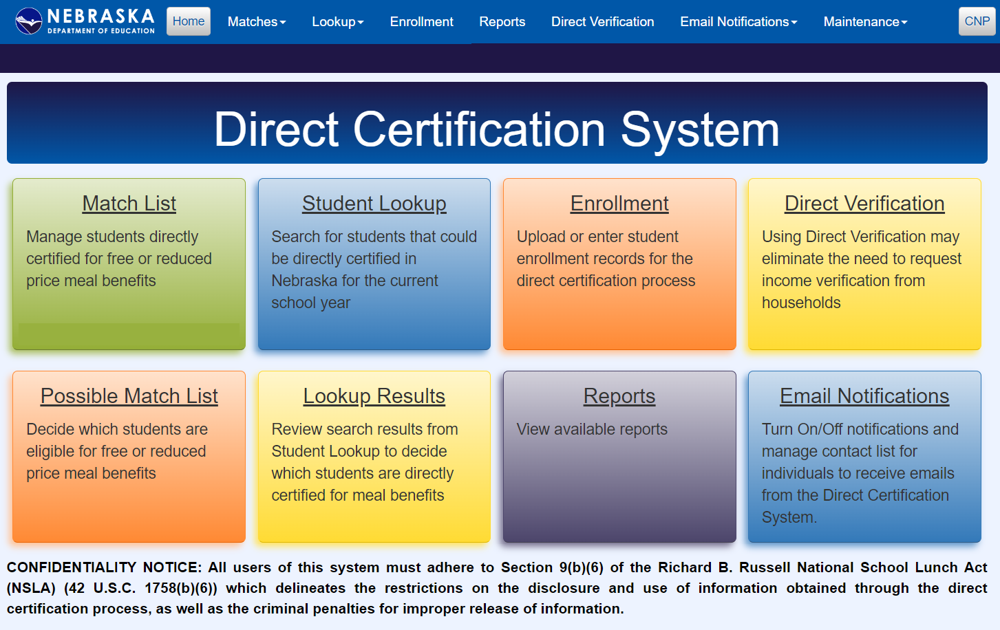 NEBRASKA
DEPARTMENT OF EDUCATION
Home Matches Lookup Enrollment Reports Direct Verification Email Notifications Maintenance CNP
Direct Certification System
Match List
Manage students directly
certified for free or reduced
price meal benefits
Student Lookup
Search for students that could
be directly certified in
Nebraska for the current
school year
Enrollment
Upload or enter student
enrollment records for the
direct certification process
Direct Verification
Using Direct Verification may
eliminate the need to request
income verification from
households
Possible Match List
Decide which students are
eligible for free or reduced
price meal benefits
Lookup Results
Review search results from
Student Lookup to decide
which students are directly
certified for meal benefits
Reports
View available reports
Email Notifications
Turn On/Off notifications and
manage contact list for
individuals to receive emails
from the Direct Certification
System.
CONFIDENTIALITY NOTICE: All users of this system must adhere to Section 9(b)(6) of the Richard B. Russell National School Lunch Act
(NSLA) (42 U.S.C. 1758(b)(6)) which delineates the restrictions on the disclosure and use of information obtained through the direct
certification process, as well as the criminal penalties for improper release of information.